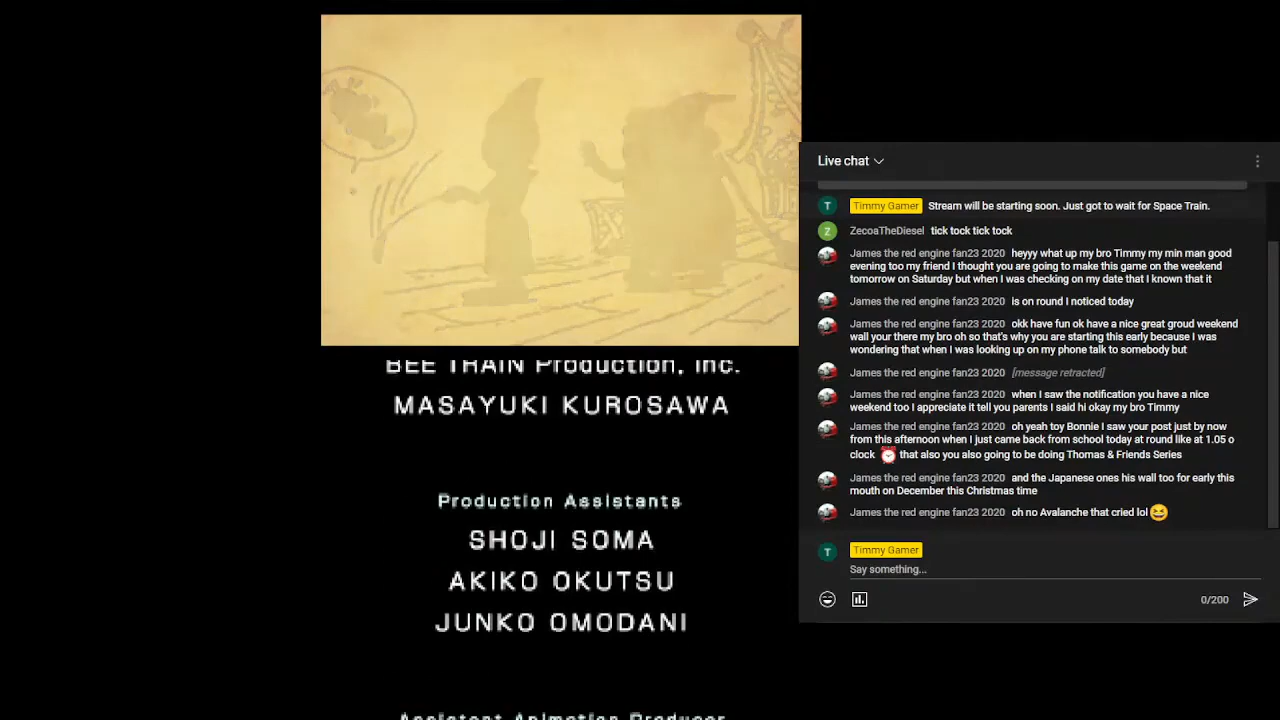 BEE TRAIN Production, Inc.
MASAYUKI KUROSAWA
Production Assistants
SHOJI SOMA
AKIKO OKUTSU
JUNKO OMODANI
Assistant Animation Producer
Live chat
T Timmy Gamer Stream will be starting soon. Just got to wait for Space Train.
Z ZecoaTheDiesel tick tock tick tock
James the red engine fan23 2020 heyyy what up my bro Timmy my min man good
evening too my friend I thought you are going to make this game on the weekend
tomorrow on Saturday but when I was checking on my date that I known that it
James the red engine fan23 2020 is on round I noticed today
James the red engine fan23 2020 okk have fun ok have a nice great groud weekend
wall your there my bro oh so that's why you are starting this early because I was
wondering that when I was looking up on my phone talk to somebody but
James the red engine fan23 2020 [message retracted]
James the red engine fan23 2020 when I saw the notification you have a nice
weekend too I appreciate it tell you parents I said hi okay my bro Timmy
James the red engine fan23 2020 oh yeah toy Bonnie I saw your post just by now
from this afternoon when I just came back from school today at round like at 1.05 o
clock ⏰ that also you also going to be doing Thomas & Friends Series
James the red engine fan23 2020 and the Japanese ones his wall too for early this
mouth on December this Christmas time
James the red engine fan23 2020 oh no Avalanche that cried lol 😆
T Timmy Gamer
Say something...
0/200